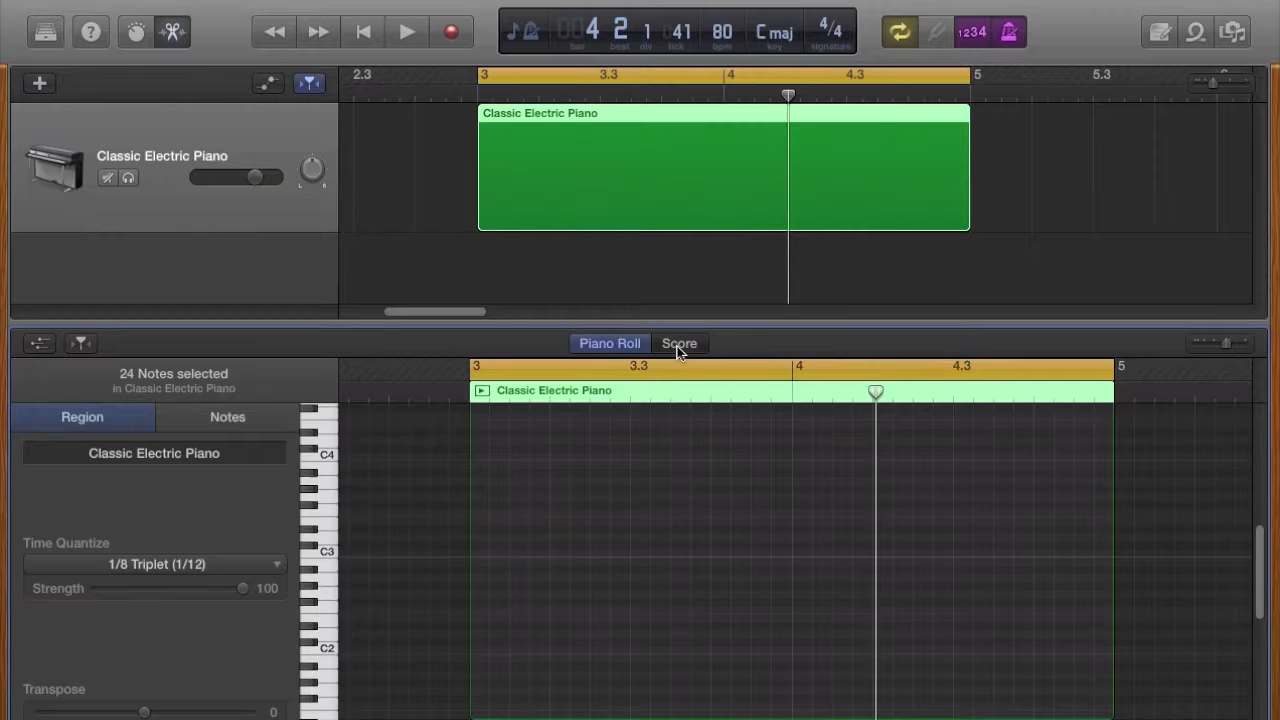 4 2 1 41 80 C maj 4/4
bar beat div tick bpm key signature
1234
2.3 3 3.3 4 4.3 5 5.3
Classic Electric Piano
Classic Electric Piano
L R
Piano Roll Score
3 3.3 4 4.3 5
24 Notes selected
in Classic Electric Piano
Classic Electric Piano
Region Notes
Classic Electric Piano
C4
Time Quantize
C3
1/8 Triplet (1/12)
Strength 100
C2
Transpose
0